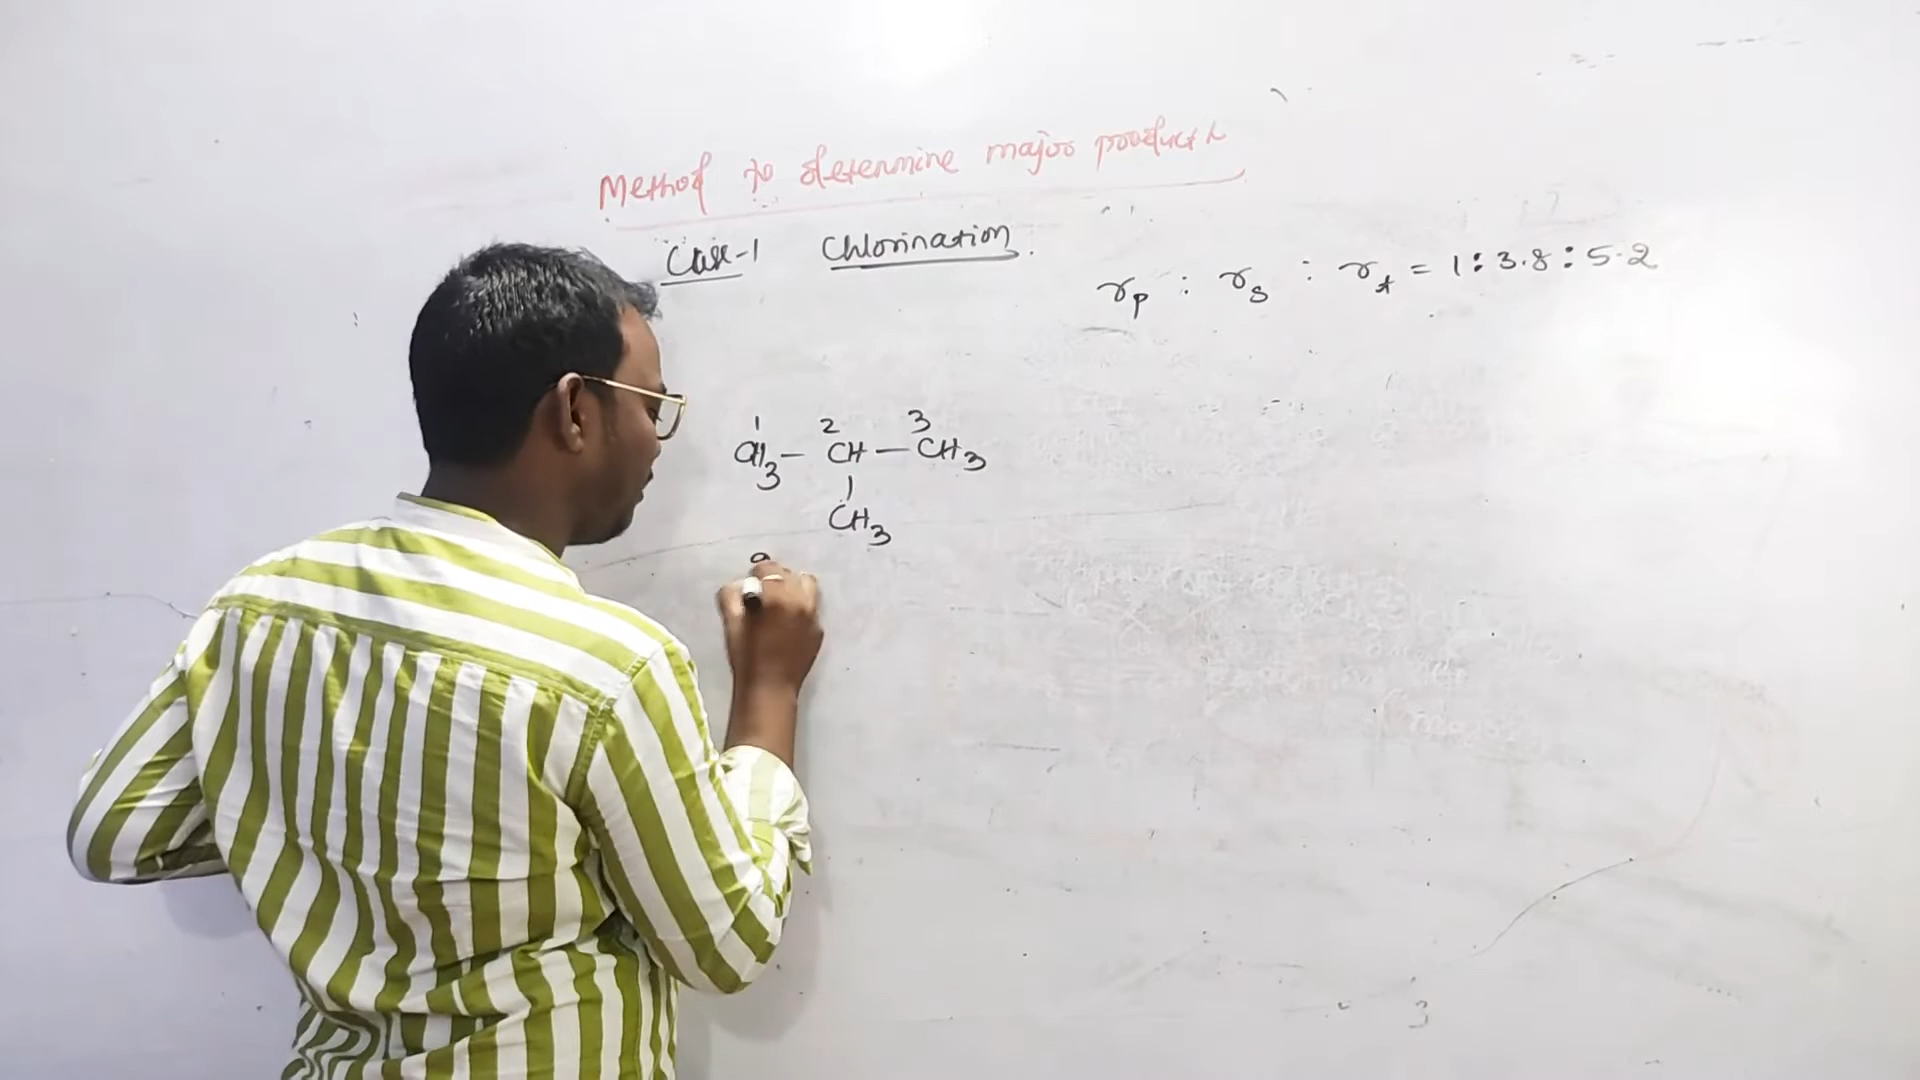 Method to determine major product
Case-1 Chlorination.
rp : rs : rt = 1:3.8:5.2
1 2 3
CH3 - CH - CH3
|
CH3